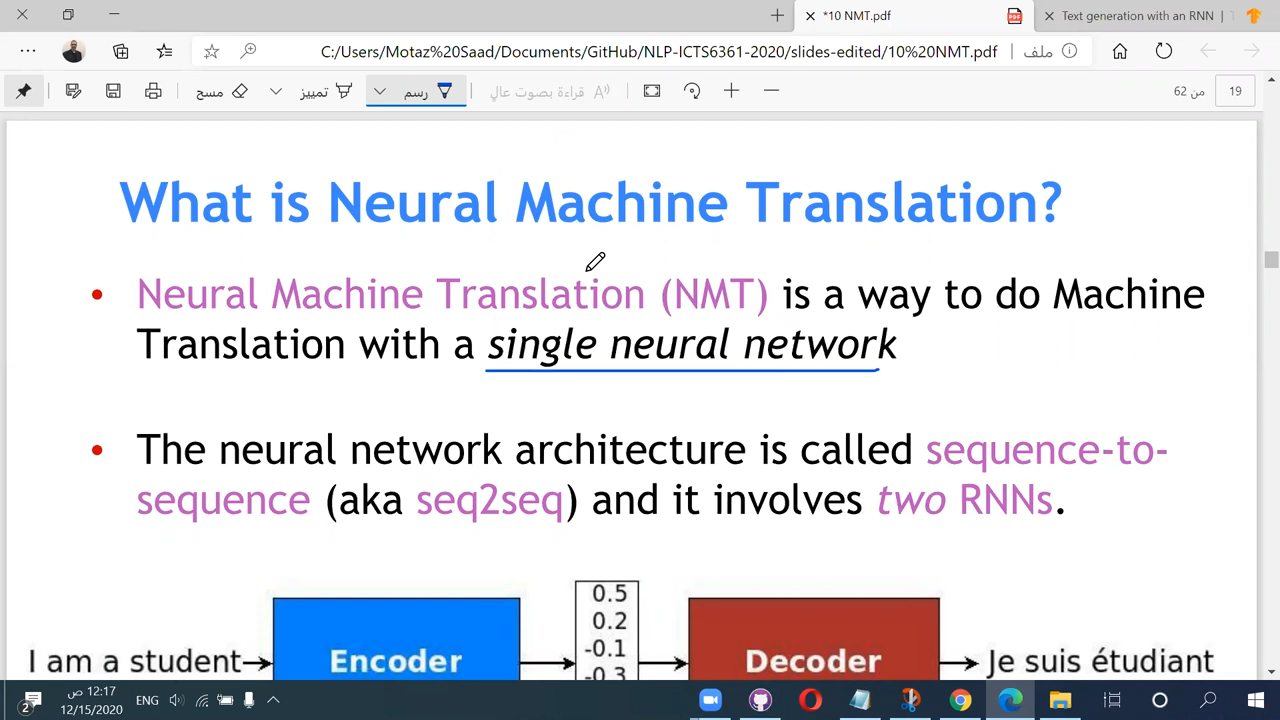 *10 NMT.pdf
Text generation with an RNN | T
C:/Users/Motaz%20Saad/Documents/GitHub/NLP-ICTS6361-2020/slides-edited/10%20NMT.pdf
ملف
مسح
تمييز
رسم
قراءة بصوت عالٍ
من 62
19
What is Neural Machine Translation?
• Neural Machine Translation (NMT) is a way to do Machine
Translation with a single neural network
• The neural network architecture is called sequence-to-
sequence (aka seq2seq) and it involves two RNNs.
0.5
0.2
-0.1
-0.3
I am a student
Encoder
Decoder
Je suis étudiant
2
12:17 ص
12/15/2020
ENG